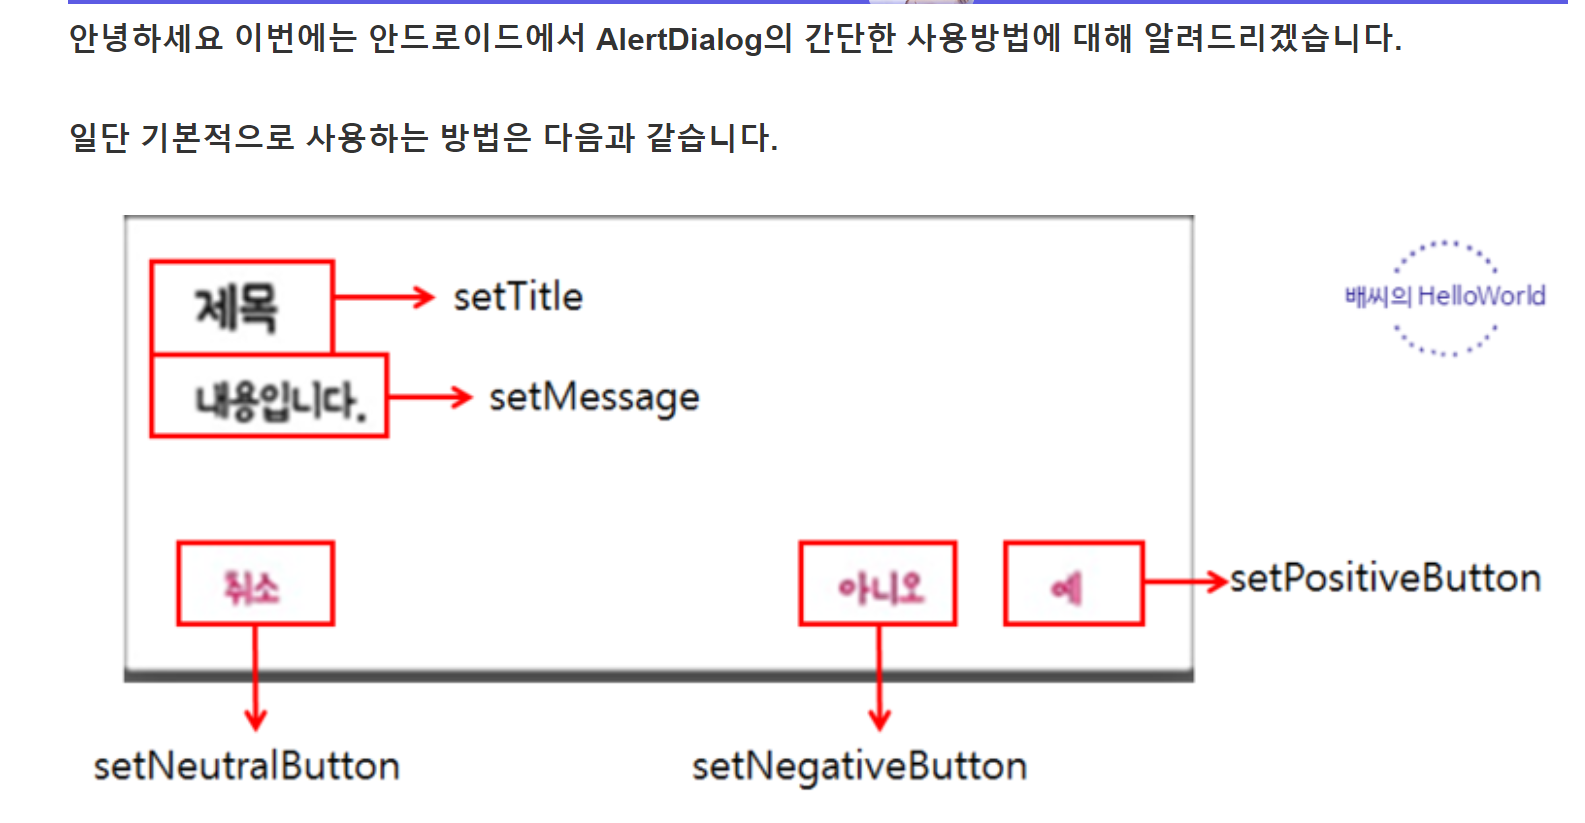 안녕하세요 이번에는 안드로이드에서 AlertDialog의 간단한 사용방법에 대해 알려드리겠습니다.
일단 기본적으로 사용하는 방법은 다음과 같습니다.
제목
setTitle
배씨의 HelloWorld
내용입니다.
setMessage
취소
아니오
예
setPositiveButton
setNeutralButton
setNegativeButton